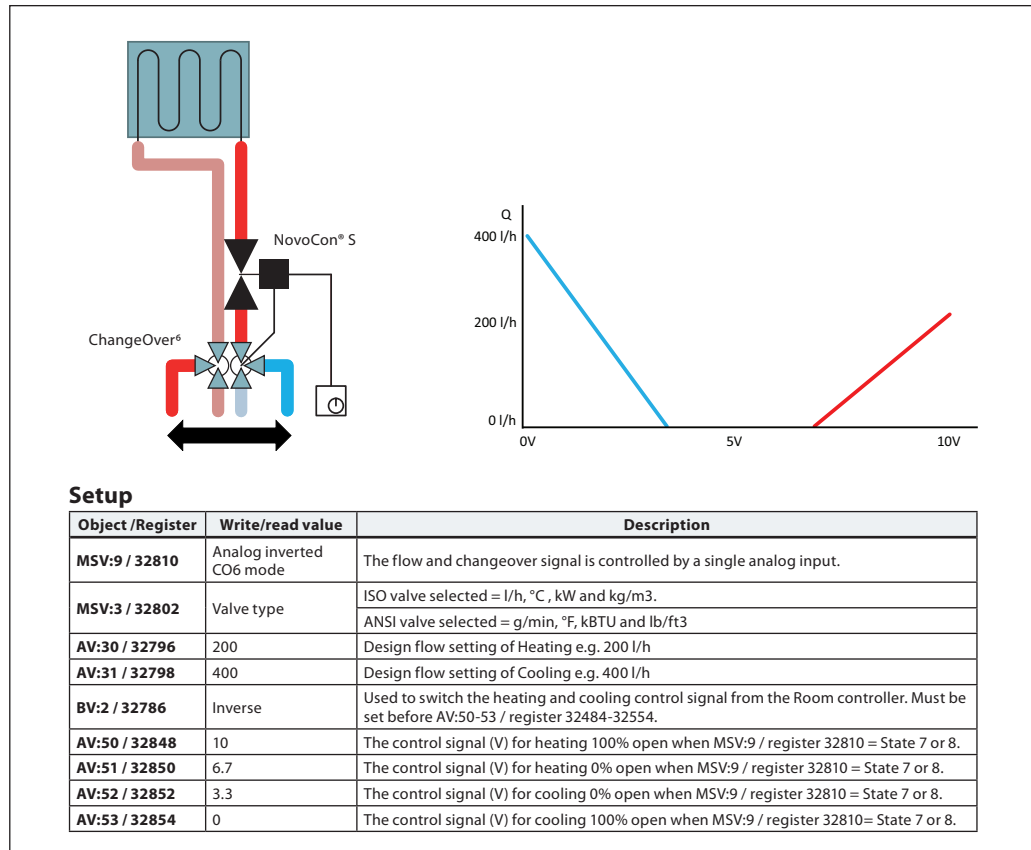 NovoCon® S
ChangeOver⁶
Q
400 l/h
200 l/h
0 l/h
0V
5V
10V
Setup
Object /Register Write/read value Description
MSV:9 / 32810 Analog inverted CO6 mode The flow and changeover signal is controlled by a single analog input.
MSV:3 / 32802 Valve type ISO valve selected = l/h, °C , kW and kg/m3.
ANSI valve selected = g/min, °F, kBTU and lb/ft3
AV:30 / 32796 200 Design flow setting of Heating e.g. 200 l/h
AV:31 / 32798 400 Design flow setting of Cooling e.g. 400 l/h
BV:2 / 32786 Inverse Used to switch the heating and cooling control signal from the Room controller. Must be
set before AV:50-53 / register 32484-32554.
AV:50 / 32848 10 The control signal (V) for heating 100% open when MSV:9 / register 32810 = State 7 or 8.
AV:51 / 32850 6.7 The control signal (V) for heating 0% open when MSV:9 / register 32810 = State 7 or 8.
AV:52 / 32852 3.3 The control signal (V) for cooling 0% open when MSV:9 / register 32810 = State 7 or 8.
AV:53 / 32854 0 The control signal (V) for cooling 100% open when MSV:9 / register 32810= State 7 or 8.